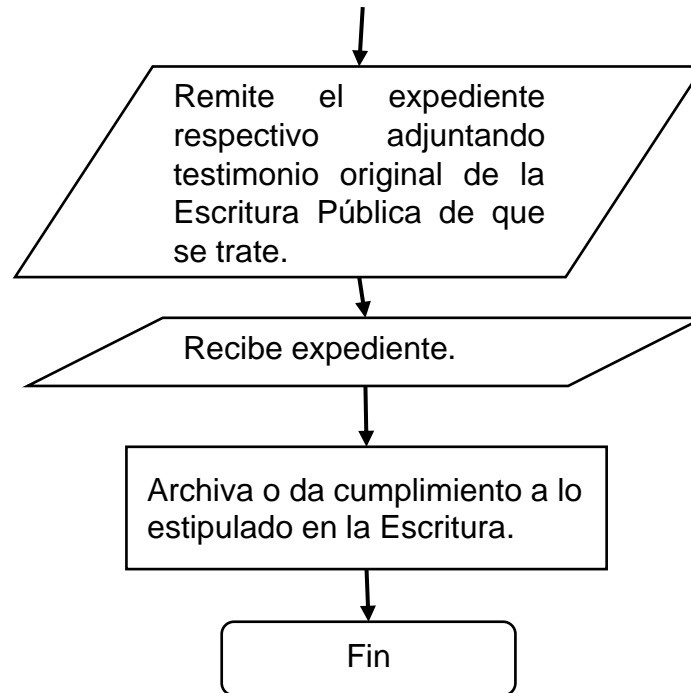 Remite el expediente
respectivo adjuntando
testimonio original de la
Escritura Pública de que
se trate.
Recibe expediente.
Archiva o da cumplimiento a lo
estipulado en la Escritura.
Fin